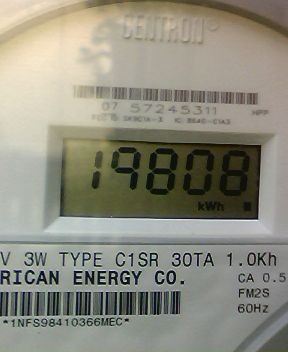 CENTRON®
07 57245311 HPP
19808
kWh
V 3W TYPE C1SR 30TA 1.0Kh
RICAN ENERGY CO. CA 0.5
FM2S
*1NFS98410366MEC* 60Hz